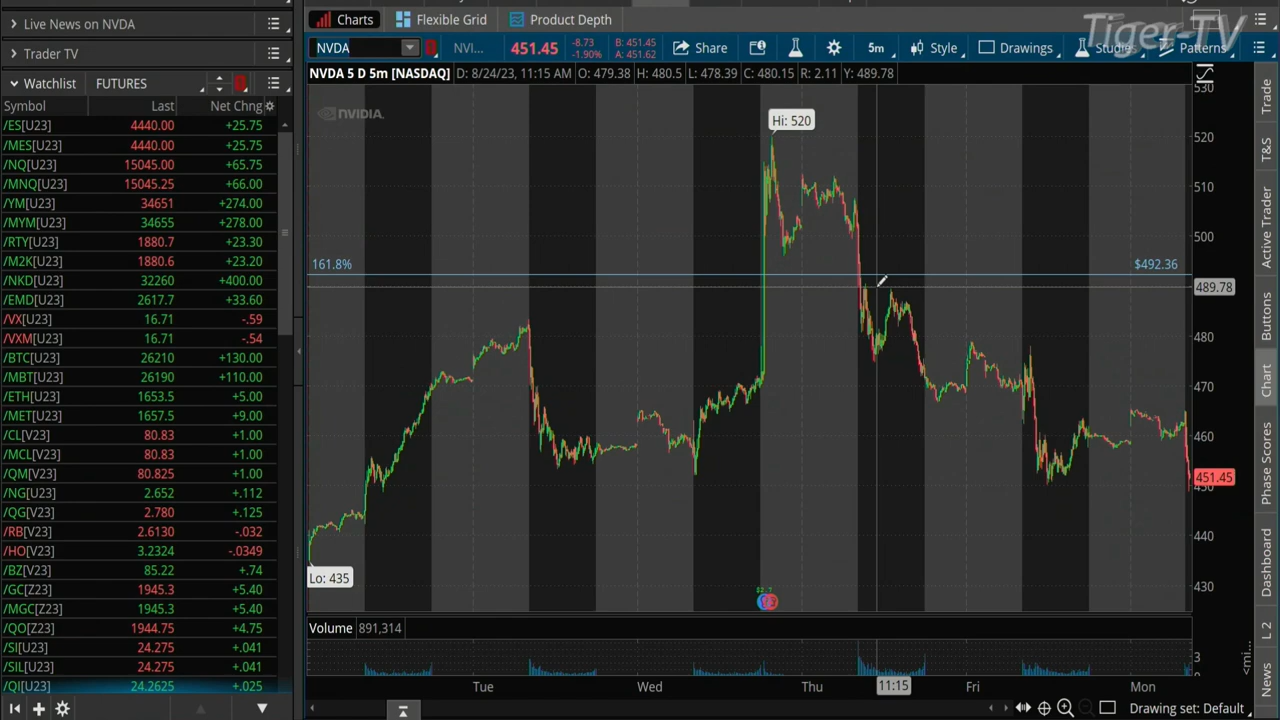 Live News on NVDA
Trader TV
Watchlist FUTURES
Symbol Last Net Chng
/ES[U23] 4440.00 +25.75
/MES[U23] 4440.00 +25.75
/NQ[U23] 15045.00 +65.75
/MNQ[U23] 15045.25 +66.00
/YM[U23] 34651 +274.00
/MYM[U23] 34655 +278.00
/RTY[U23] 1880.7 +23.30
/M2K[U23] 1880.6 +23.20
/NKD[U23] 32260 +400.00
/EMD[U23] 2617.7 +33.60
/VX[U23] 16.71 -.59
/VXM[U23] 16.71 -.54
/BTC[U23] 26210 +130.00
/MBT[U23] 26190 +110.00
/ETH[U23] 1653.5 +5.00
/MET[U23] 1657.5 +9.00
/CL[V23] 80.83 +1.00
/MCL[V23] 80.83 +1.00
/QM[V23] 80.825 +1.00
/NG[U23] 2.652 +.112
/QG[U23] 2.780 +.125
/RB[V23] 2.6130 -.032
/HO[V23] 3.2324 -.0349
/BZ[V23] 85.22 +.74
/GC[Z23] 1945.3 +5.40
/MGC[Z23] 1945.3 +5.40
/QO[Z23] 1944.75 +4.75
/SI[U23] 24.275 +.041
/SIL[U23] 24.275 +.041
/QI[U23] 24.2625 +.025
Charts Flexible Grid Product Depth
Tiger-TV
NVDA NVI... 451.45 -8.73 -1.90% B: 451.45 A: 451.62 Share 5m Style Drawings Studies Patterns
NVDA 5 D 5m [NASDAQ] D: 8/24/23, 11:15 AM O: 479.38 H: 480.5 L: 478.39 C: 480.15 R: 2.11 Y: 489.78
NVIDIA.
Hi: 520
161.8% $492.36
Lo: 435
530
520
510
500
489.78
480
470
460
451.45
450
440
430
Volume 891,314
3
Tue Wed Thu 11:15 Fri Mon
Drawing set: Default
Trade
T&S
Active Trader
Buttons
Chart
Phase Scores
Dashboard
L 2
News